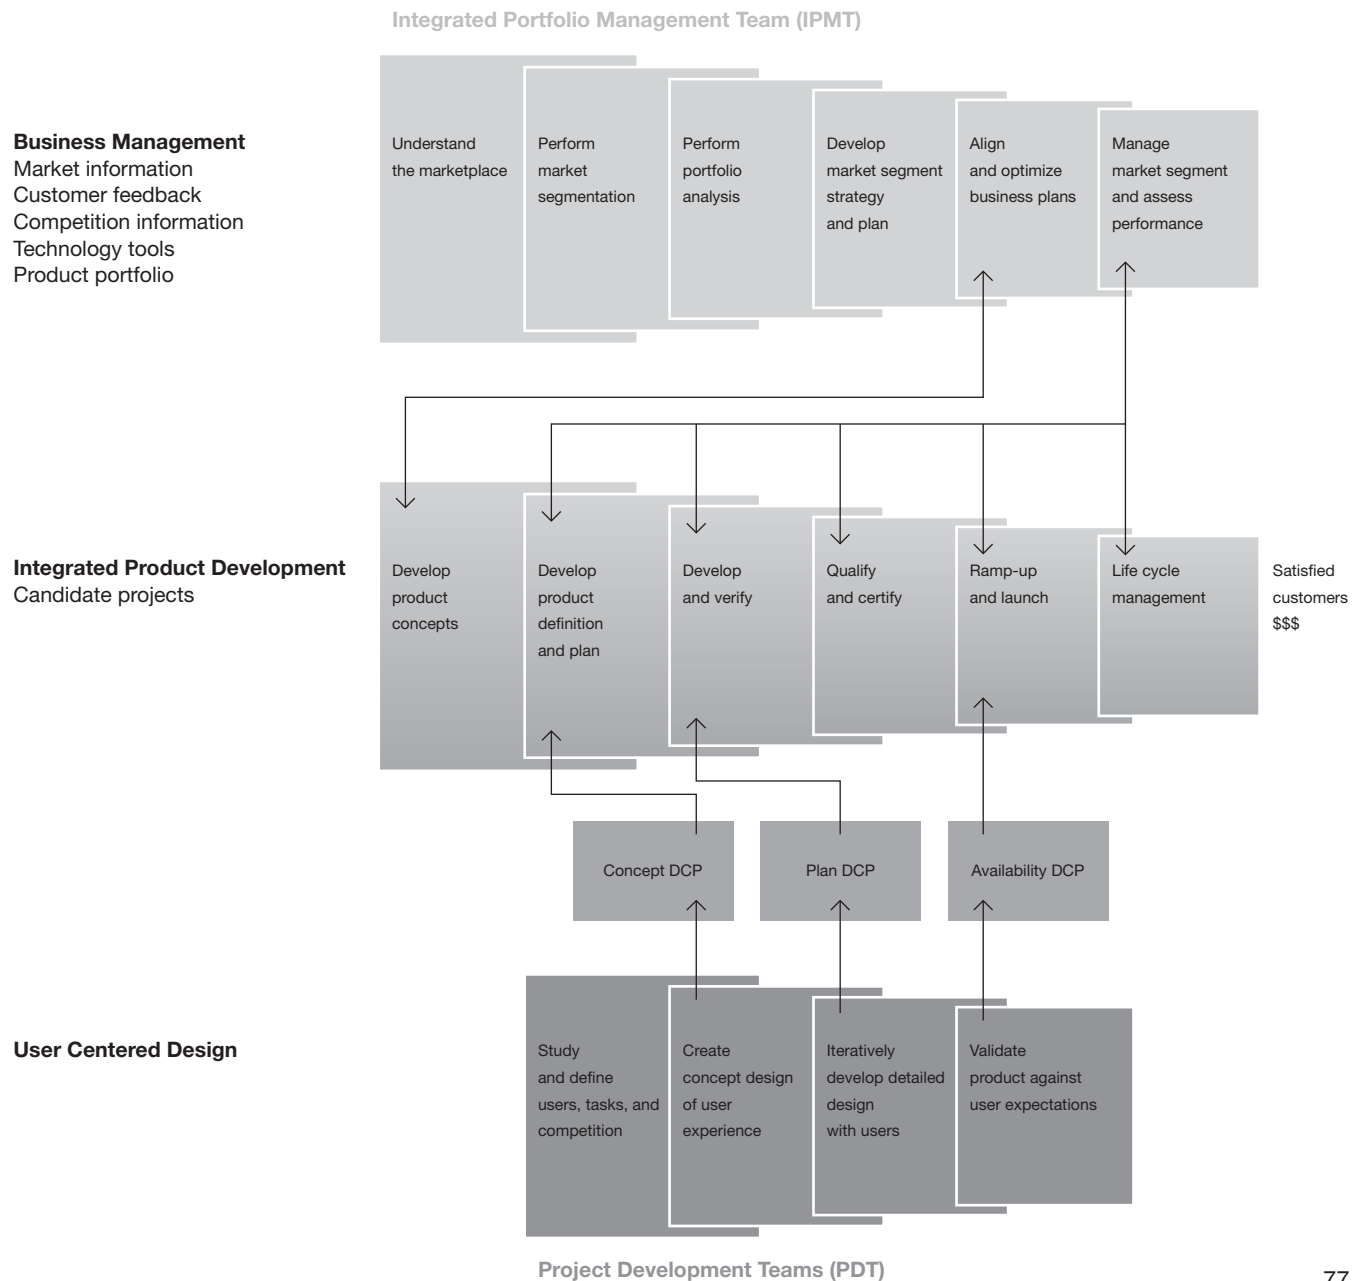 Integrated Portfolio Management Team (IPMT)
Business Management
Market information
Customer feedback
Competition information
Technology tools
Product portfolio
Understand
the marketplace
Perform
market
segmentation
Perform
portfolio
analysis
Develop
market segment
strategy
and plan
Align
and optimize
business plans
Manage
market segment
and assess
performance
Integrated Product Development
Candidate projects
Develop
product
concepts
Develop
product
definition
and plan
Develop
and verify
Qualify
and certify
Ramp-up
and launch
Life cycle
management
Satisfied
customers
$$$
Concept DCP
Plan DCP
Availability DCP
User Centered Design
Study
and define
users, tasks, and
competition
Create
concept design
of user
experience
Iteratively
develop detailed
design
with users
Validate
product against
user expectations
Project Development Teams (PDT)
77